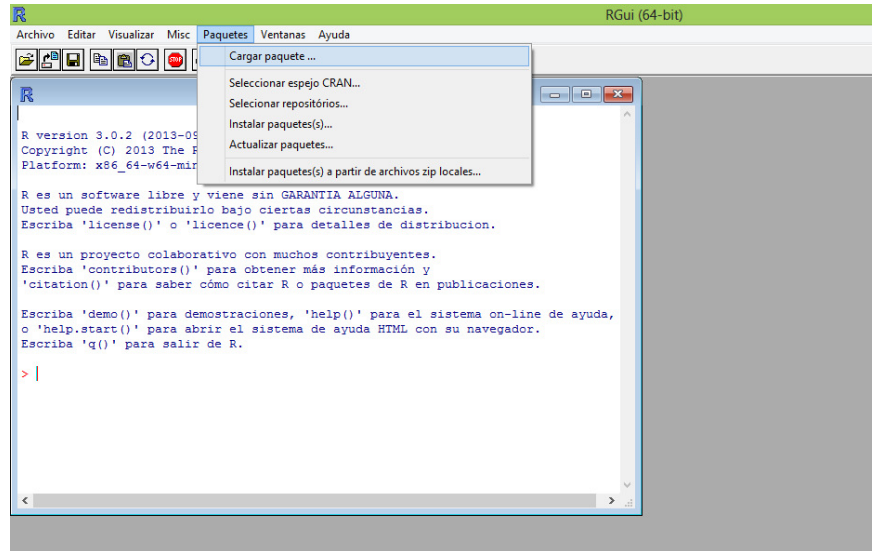 RGui (64-bit)
Archivo Editar Visualizar Misc Paquetes Ventanas Ayuda
STOP
Cargar paquete ...
Seleccionar espejo CRAN...
Selecionar repositórios...
Instalar paquetes(s)...
Actualizar paquetes...
Instalar paquetes(s) a partir de archivos zip locales...
R version 3.0.2 (2013-09
Copyright (C) 2013 The
Platform: x86_64-w64-min
R es un software libre y viene sin GARANTIA ALGUNA.
Usted puede redistribuirlo bajo ciertas circunstancias.
Escriba 'license()' o 'licence()' para detalles de distribucion.
R es un proyecto colaborativo con muchos contribuyentes.
Escriba 'contributors()' para obtener más información y
'citation()' para saber cómo citar R o paquetes de R en publicaciones.
Escriba 'demo()' para demostraciones, 'help()' para el sistema on-line de ayuda,
o 'help.start()' para abrir el sistema de ayuda HTML con su navegador.
Escriba 'q()' para salir de R.
>